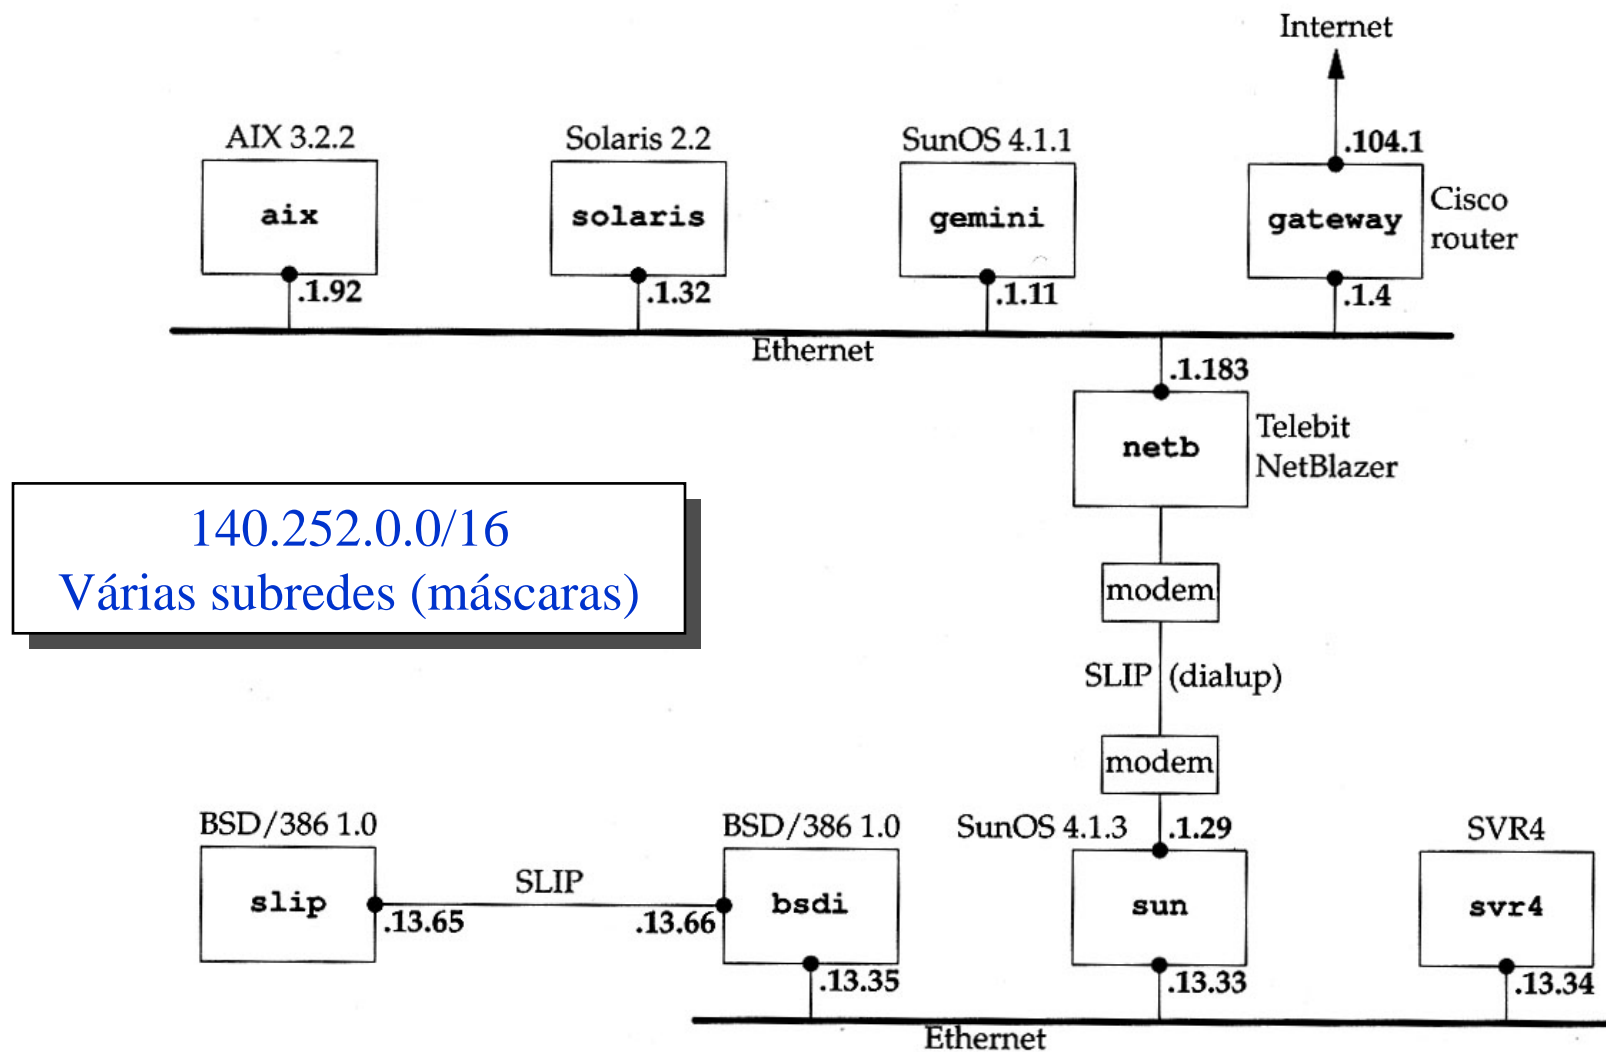 Internet
AIX 3.2.2
Solaris 2.2
SunOS 4.1.1
.104.1
aix
solaris
gemini
gateway
Cisco
router
.1.92
.1.32
.1.11
.1.4
Ethernet
.1.183
netb
Telebit
NetBlazer
140.252.0.0/16
Várias subredes (máscaras)
modem
SLIP (dialup)
modem
BSD/386 1.0
BSD/386 1.0
SunOS 4.1.3
.1.29
SVR4
slip
SLIP
bsdi
sun
svr4
.13.65
.13.66
.13.35
.13.33
.13.34
Ethernet